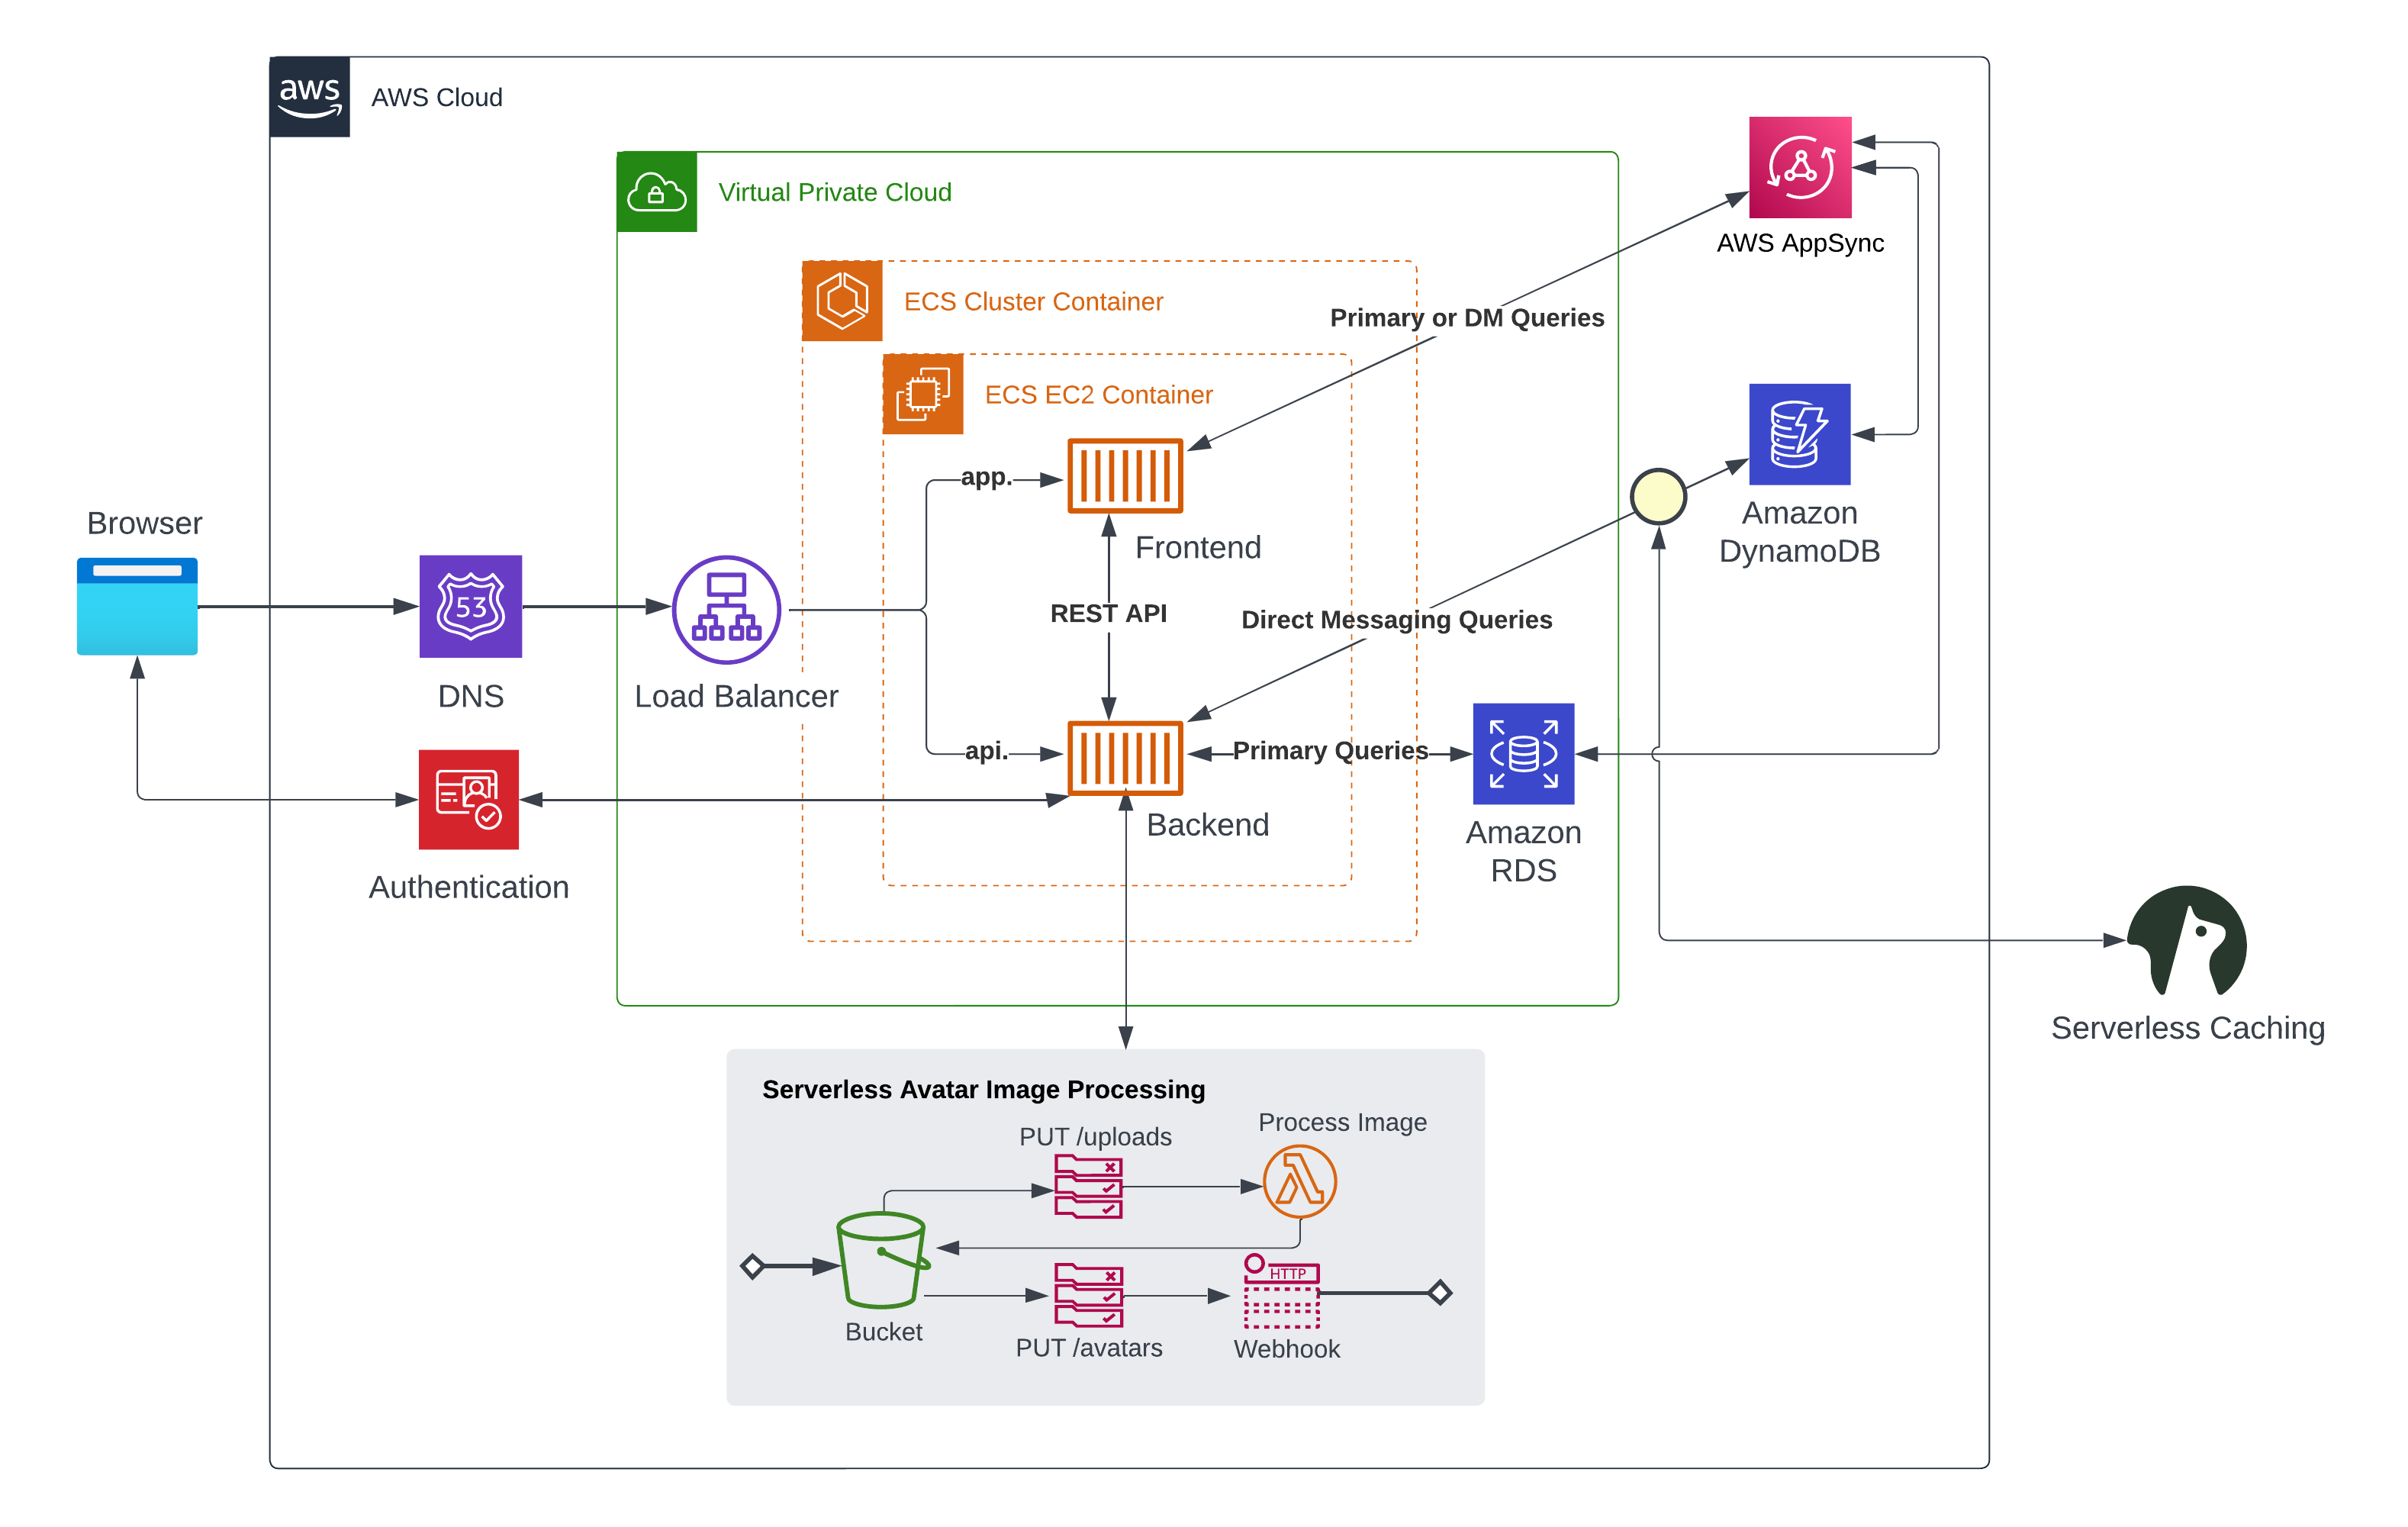 aws
AWS Cloud
Virtual Private Cloud
AWS AppSync
ECS Cluster Container
Primary or DM Queries
ECS EC2 Container
app.
Browser
Frontend
Amazon
DynamoDB
53
REST API
Direct Messaging Queries
DNS
Load Balancer
api.
Primary Queries
Backend
Amazon
RDS
Authentication
Serverless Caching
Serverless Avatar Image Processing
PUT /uploads
Process Image
HTTP
Bucket
PUT /avatars
Webhook